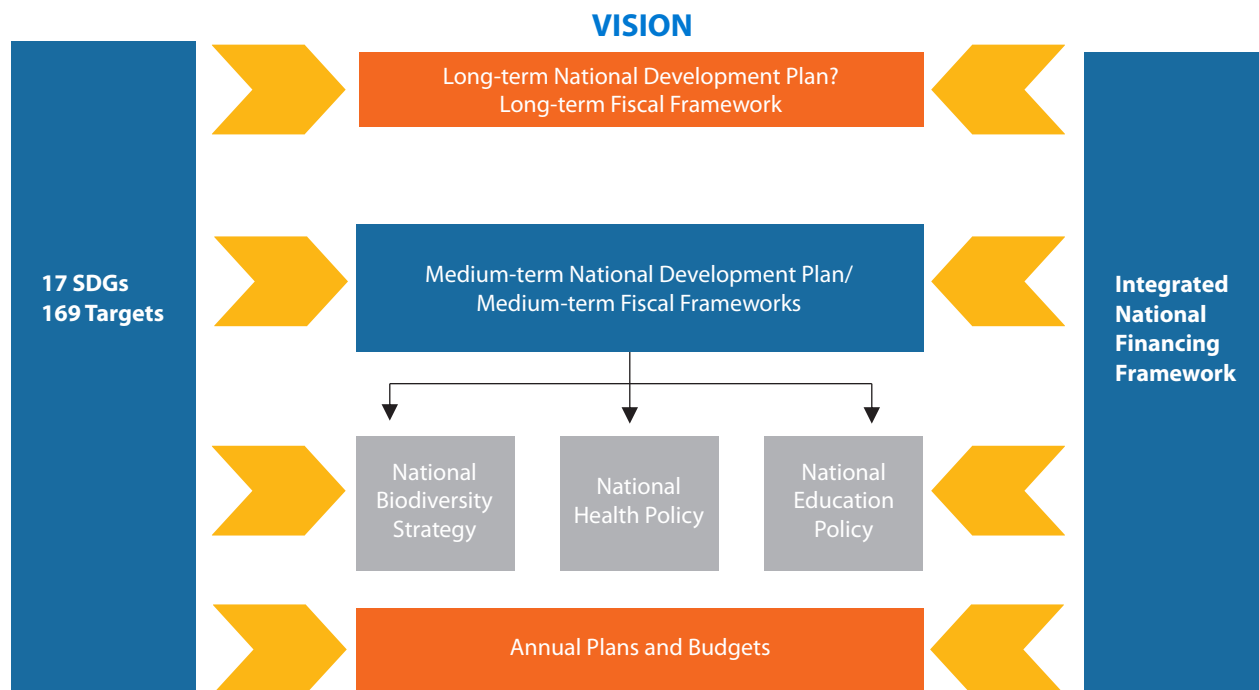 VISION
Long-term National Development Plan?
Long-term Fiscal Framework
17 SDGs
169 Targets
Medium-term National Development Plan/
Medium-term Fiscal Frameworks
Integrated
National
Financing
Framework
National
Biodiversity
Strategy
National
Health Policy
National
Education
Policy
Annual Plans and Budgets